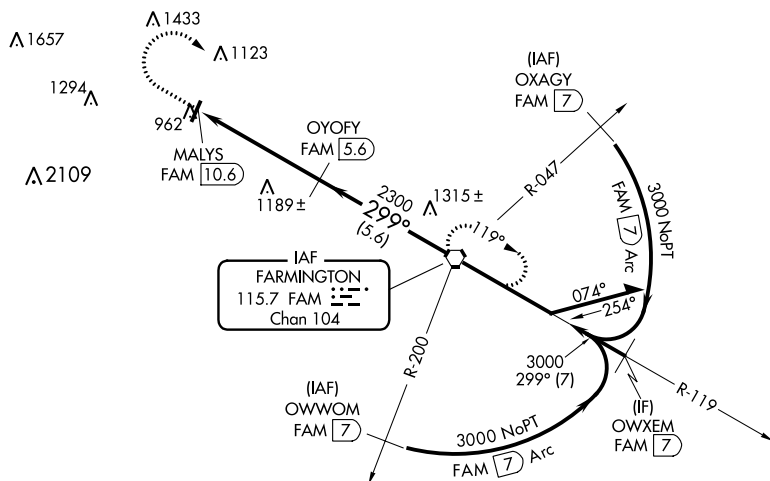 1433
1657
1123
1294
(IAF)
OXAGY
FAM 7
962
OYOFY
FAM 5.6
MALYS
FAM 10.6
2109
1189 ±
2300
299°
(5.6)
1315 ±
119°
R-047
3000 NoPT
FAM 7 Arc
IAF
FARMINGTON
115.7 FAM
Chan 104
074°
254°
3000
299° (7)
R-200
R-119
(IAF)
OWWOM
FAM 7
3000 NoPT
FAM 7 Arc
(IF)
OWXEM
FAM 7